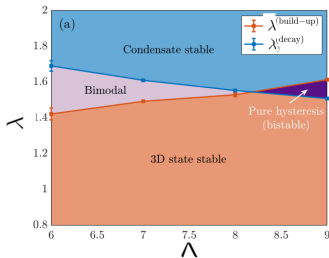 2
(a)
λ(build−up)
λ(decay)
1.8
Condensate stable
1.6
Bimodal
λ
1.4
Pure hysteresis
(bistable)
1.2
3D state stable
1
0.8
6
6.5
7
7.5
8
8.5
9